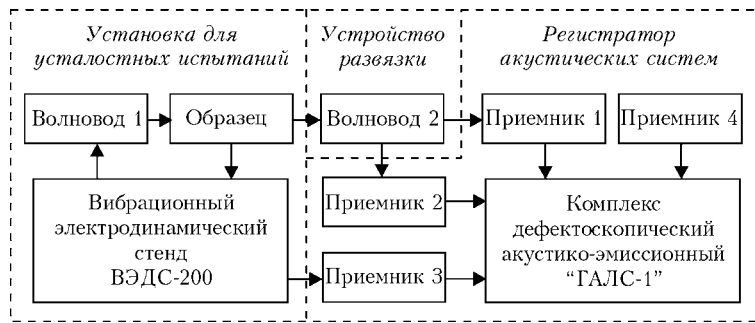 Установка для
усталостных испытаний
Устройство
развязки
Регистратор
акустических систем
Волновод 1
Образец
Волновод 2
Приемник 1
Приемник 4
Вибрационный
электродинамический
стенд
ВЭДС-200
Приемник 2
Приемник 3
Комплекс
дефектоскопический
акустико-эмиссионный
“ГАЛС-1”